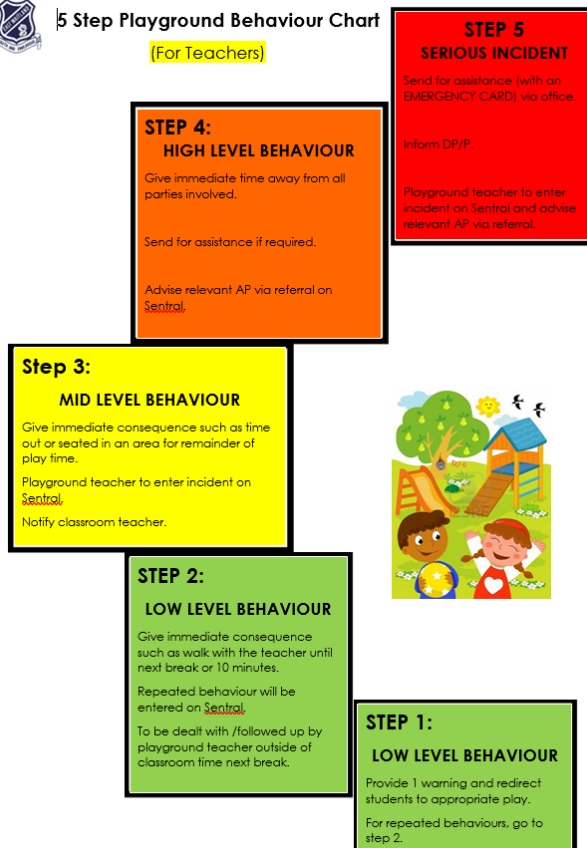 5 Step Playground Behaviour Chart
(For Teachers)
STEP 5
SERIOUS INCIDENT
Send for assistance (with an
EMERGENCY CARD) via office.
Inform DP/P.
Playground teacher to enter
incident on Sentral and advise
relevant AP via referral.
STEP 4:
HIGH LEVEL BEHAVIOUR
Give immediate time away from all
parties involved.
Send for assistance if required.
Advise relevant AP via referral on
Sentral.
Step 3:
MID LEVEL BEHAVIOUR
Give immediate consequence such as time
out or seated in an area for remainder of
play time.
Playground teacher to enter incident on
Sentral.
Notify classroom teacher.
STEP 2:
LOW LEVEL BEHAVIOUR
Give immediate consequence
such as walk with the teacher until
next break or 10 minutes.
Repeated behaviour will be
entered on Sentral.
To be dealt with /followed up by
playground teacher outside of
classroom time next break.
STEP 1:
LOW LEVEL BEHAVIOUR
Provide 1 warning and redirect
students to appropriate play.
For repeated behaviours, go to
step 2.